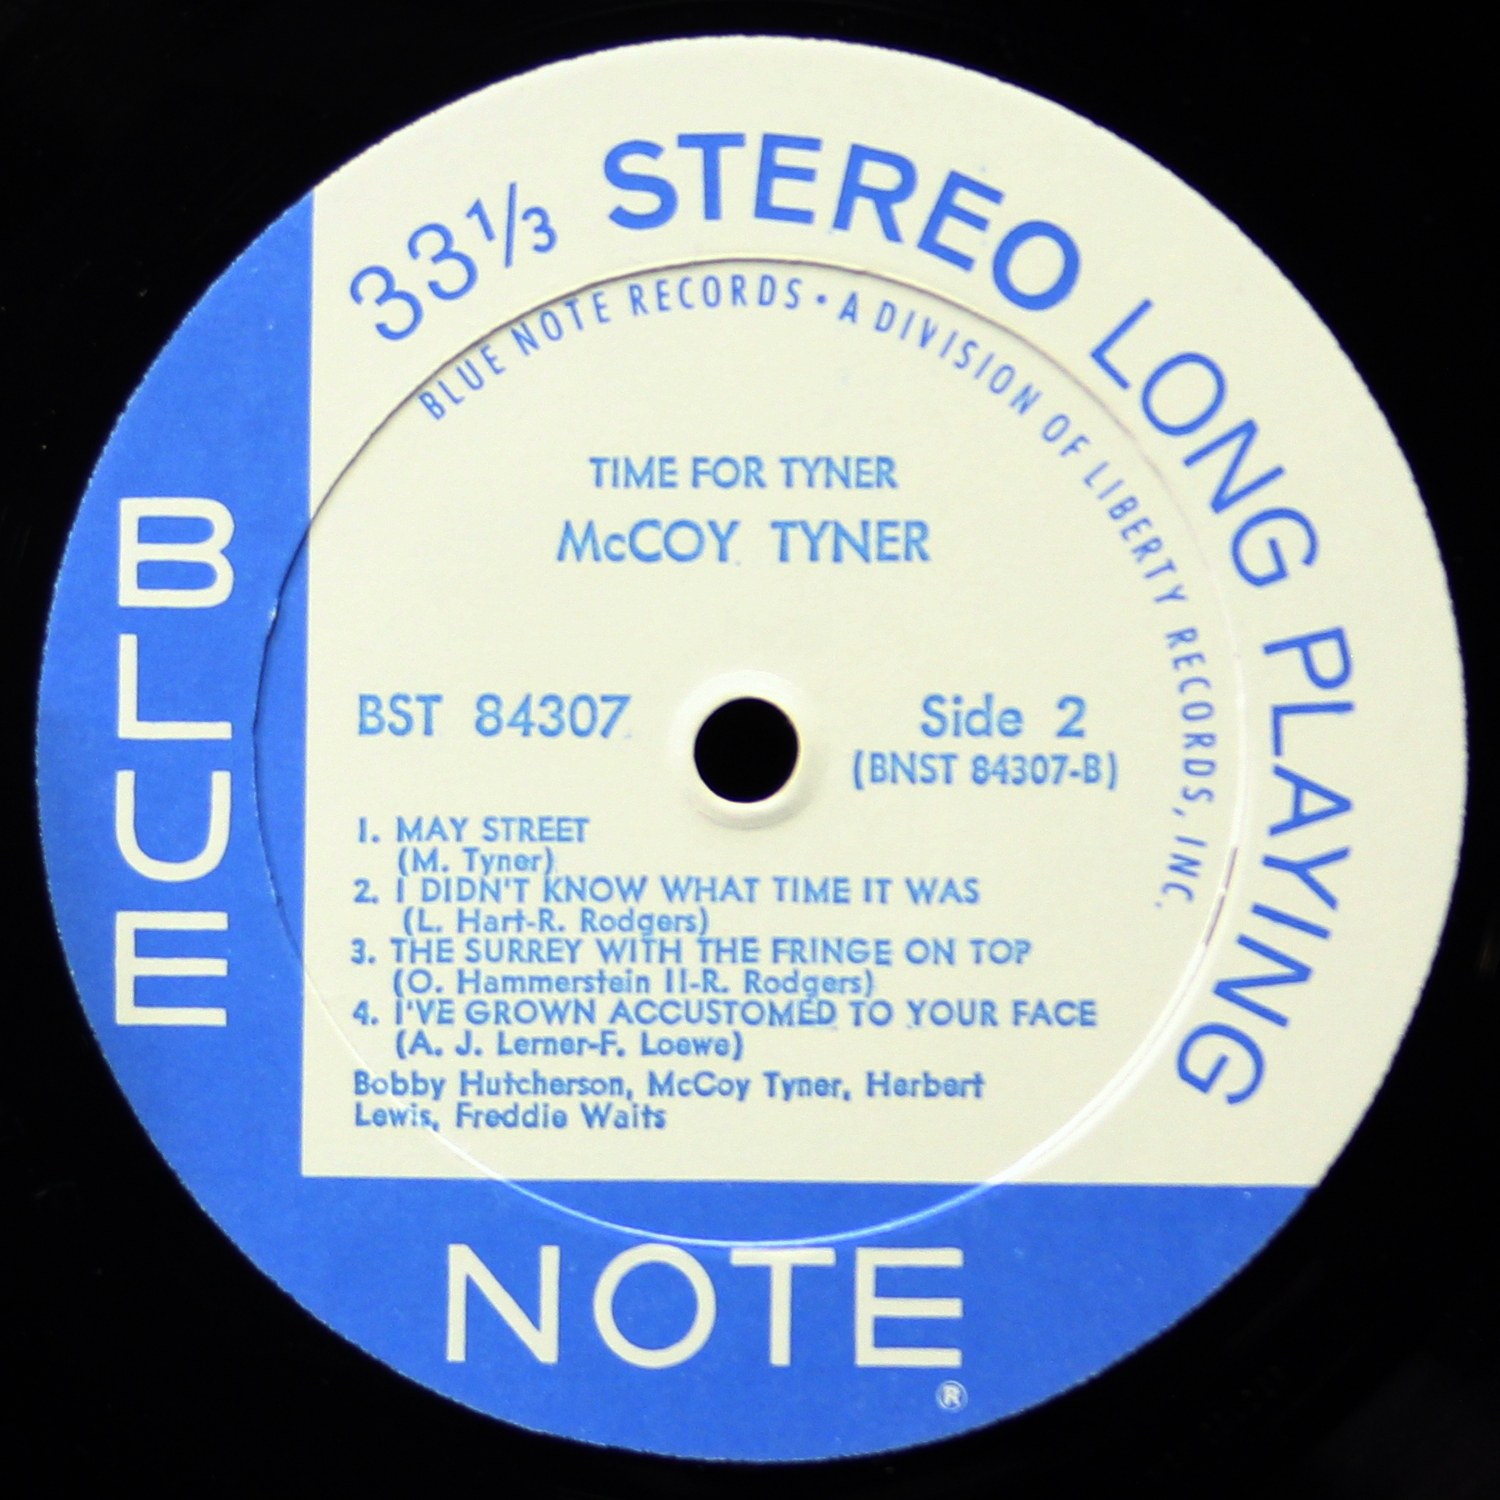 33⅓ STEREO LONG PLAYING
BLUE NOTE RECORDS • A DIVISION OF LIBERTY RECORDS, INC.
TIME FOR TYNER
McCOY TYNER
BST 84307
Side 2
(BNST 84307-B)
1. MAY STREET
(M. Tyner)
2. I DIDN'T KNOW WHAT TIME IT WAS
(L. Hart-R. Rodgers)
3. THE SURREY WITH THE FRINGE ON TOP
(O. Hammerstein II-R. Rodgers)
4. I'VE GROWN ACCUSTOMED TO YOUR FACE
(A. J. Lerner-F. Loewe)
Bobby Hutcherson, McCoy Tyner, Herbert
Lewis, Freddie Waits
BLUE
NOTE
®